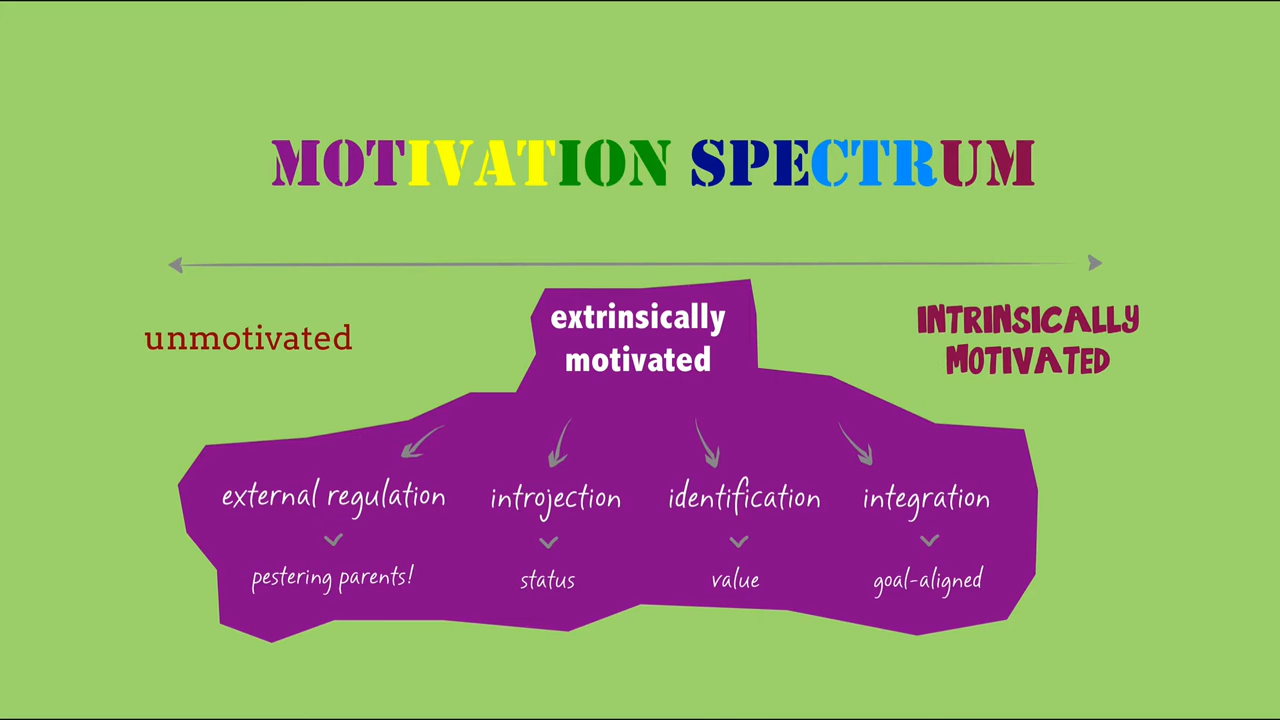 MOTIVATION SPECTRUM
unmotivated
extrinsically
motivated
INTRINSICALLY
MOTIVATED
external regulation
introjection
identification
integration
pestering parents!
status
value
goal-aligned